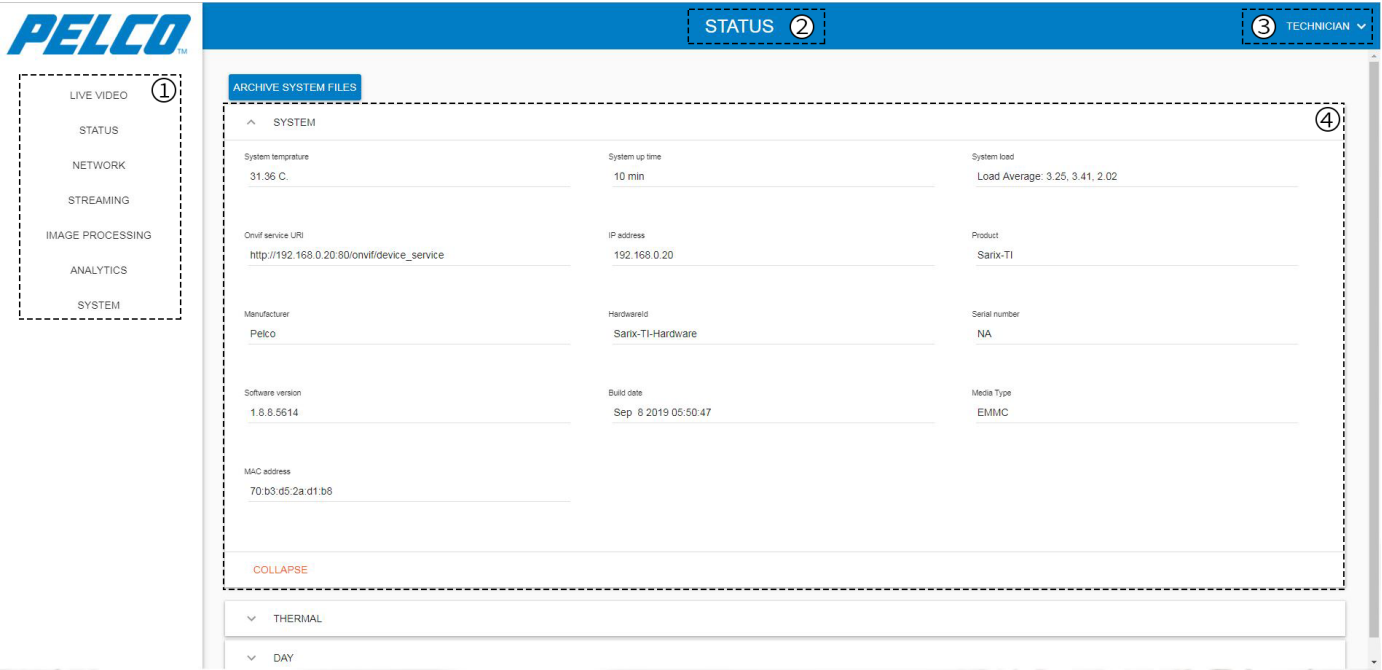 PELCO TM
STATUS ②
③ TECHNICIAN
①
LIVE VIDEO
STATUS
NETWORK
STREAMING
IMAGE PROCESSING
ANALYTICS
SYSTEM
ARCHIVE SYSTEM FILES
SYSTEM ④
System temprature System up time System load
31.36 C. 10 min Load Average: 3.25, 3.41, 2.02
Onvif service URI IP address Product
http://192.168.0.20:80/onvif/device_service 192.168.0.20 Sarix-TI
Manufacturer HardwareId Serial number
Pelco Sarix-TI-Hardware NA
Software version Build date Media Type
1.8.8.5614 Sep 8 2019 05:50:47 EMMC
MAC address
70:b3:d5:2a:d1:b8
COLLAPSE
THERMAL
DAY